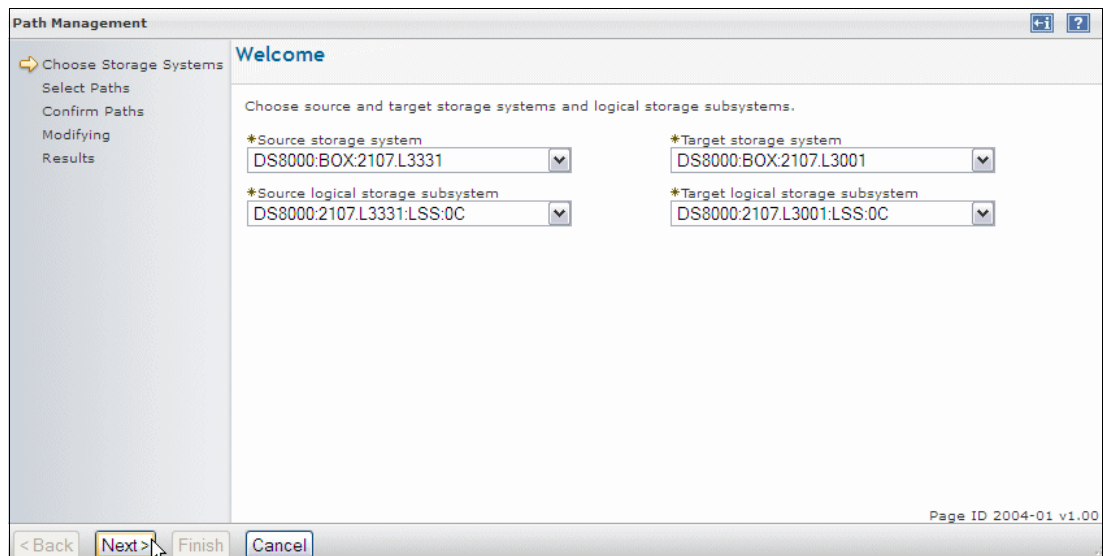 Path Management
?
Choose Storage Systems
Select Paths
Confirm Paths
Modifying
Results
Welcome
Choose source and target storage systems and logical storage subsystems.
*Source storage system
DS8000:BOX:2107.L3331
*Target storage system
DS8000:BOX:2107.L3001
*Source logical storage subsystem
DS8000:2107.L3331:LSS:0C
*Target logical storage subsystem
DS8000:2107.L3001:LSS:0C
Page ID 2004-01 v1.00
< Back Next > Finish Cancel